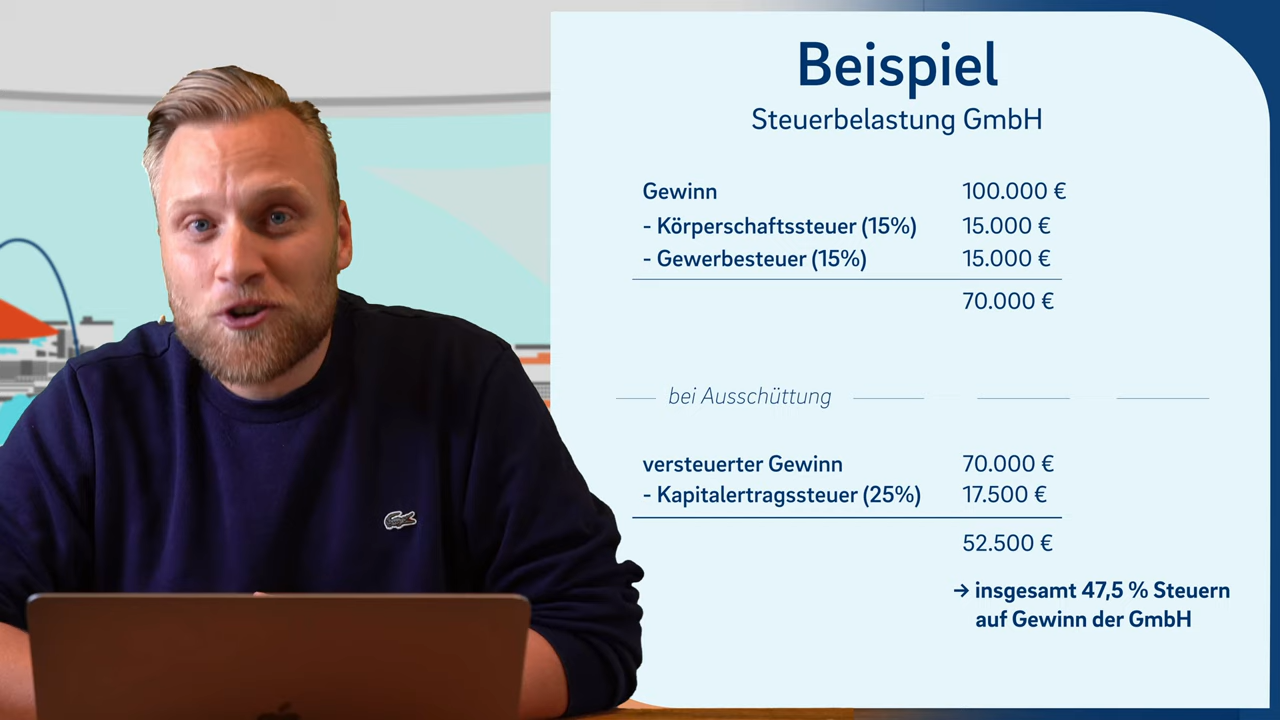 Beispiel
Steuerbelastung GmbH
Gewinn 100.000 €
- Körperschaftssteuer (15%) 15.000 €
- Gewerbesteuer (15%) 15.000 €
70.000 €
bei Ausschüttung
versteuerter Gewinn 70.000 €
- Kapitalertragssteuer (25%) 17.500 €
52.500 €
→ insgesamt 47,5 % Steuern
auf Gewinn der GmbH